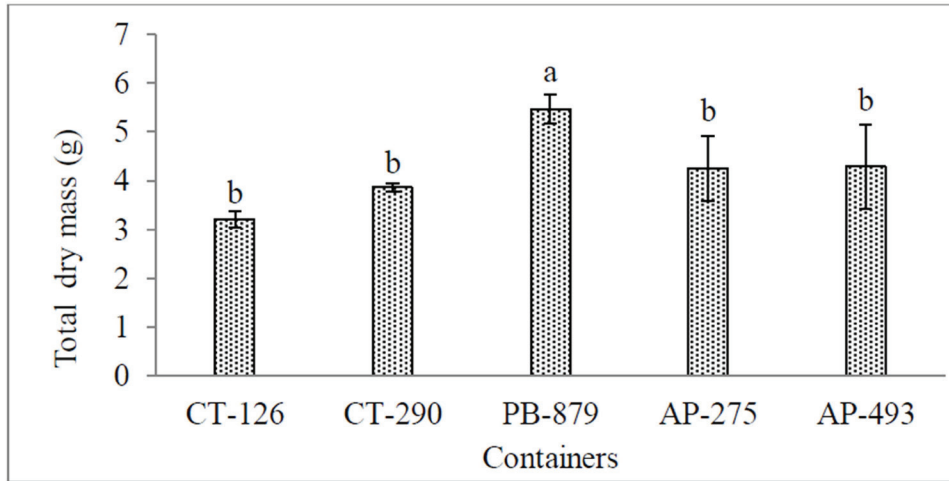 Total dry mass (g)
7
6
5
4
3
2
1
0
b
b
a
b
b
CT-126
CT-290
PB-879
AP-275
AP-493
Containers